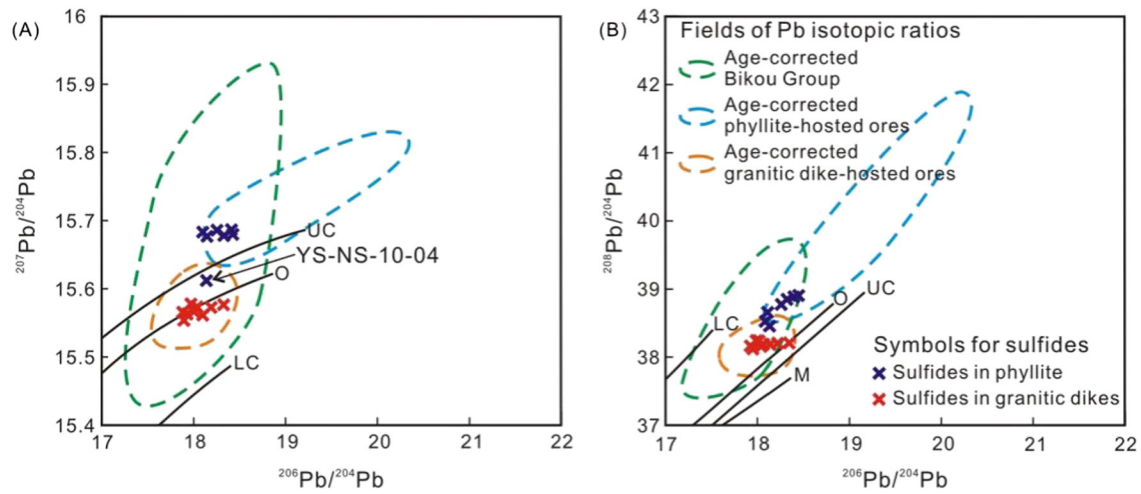 (A)
16
15.9
15.8
15.7
15.6
15.5
15.4
²⁰⁷Pb/²⁰⁴Pb
UC
YS-NS-10-04
O
LC
17 18 19 20 21 22
²⁰⁶Pb/²⁰⁴Pb
(B)
43
42
41
40
39
38
37
²⁰⁸Pb/²⁰⁴Pb
Fields of Pb isotopic ratios
Age-corrected
Bikou Group
Age-corrected
phyllite-hosted ores
Age-corrected
granitic dike-hosted ores
LC
O
UC
M
Symbols for sulfides
Sulfides in phyllite
Sulfides in granitic dikes
17 18 19 20 21 22
²⁰⁶Pb/²⁰⁴Pb